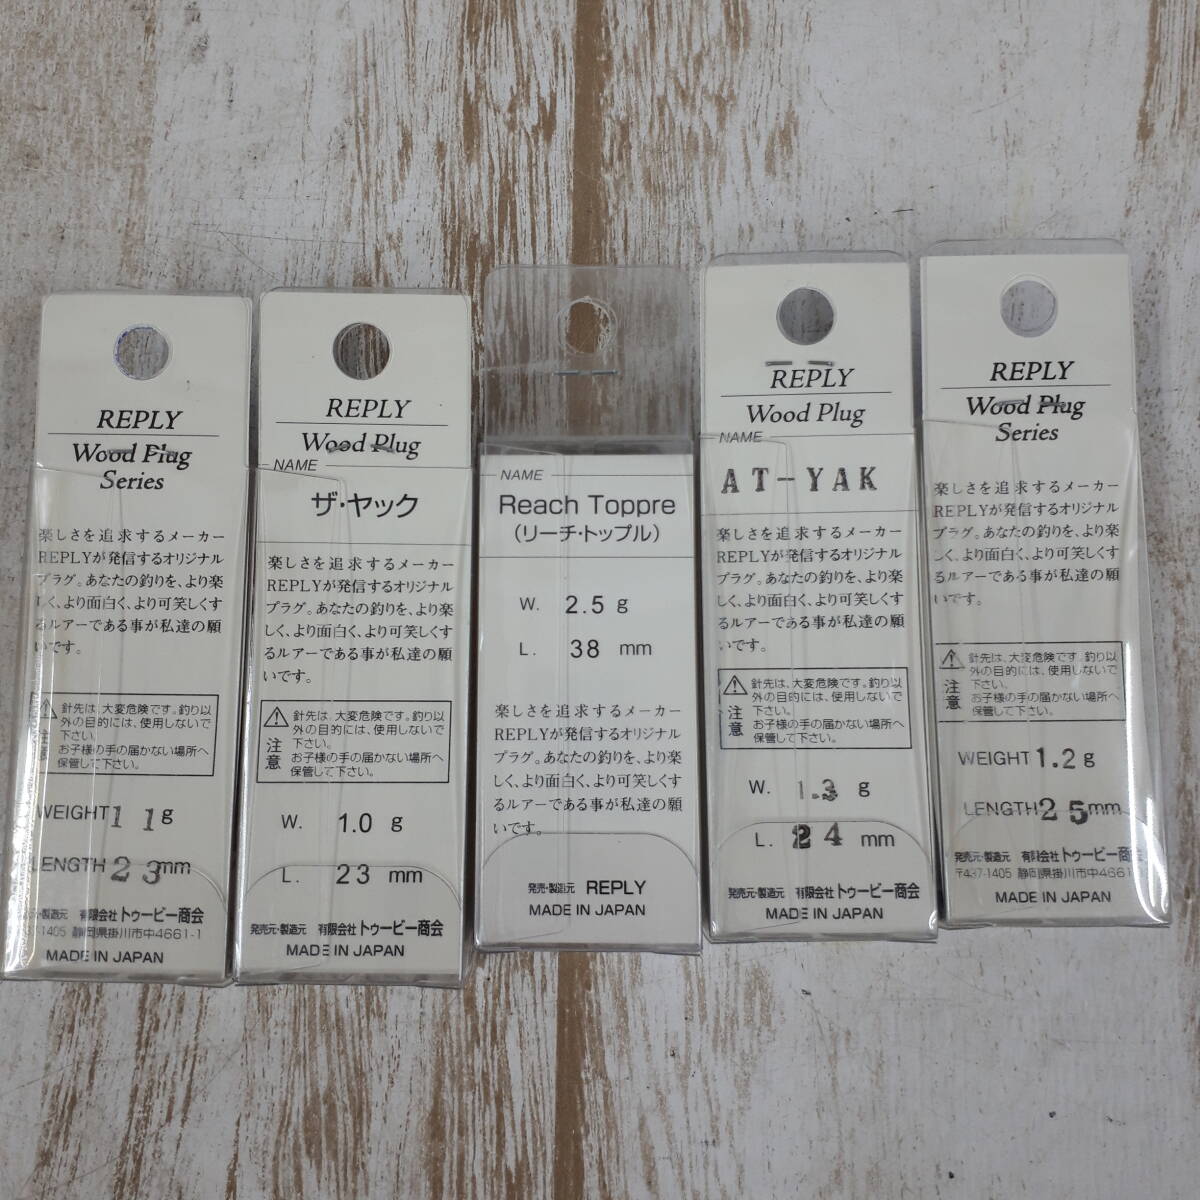 REPLY
Wood Plug
Series
楽しさを追求するメーカー
REPLYが発信するオリジナル
プラグ。あなたの釣りを、より楽
しく、より面白く、より可笑しくす
るルアーである事が私達の願
いです。
注意
針先は、大変危険です。釣り以
外の目的には、使用しないで
下さい。
お子様の手の届かない場所へ
保管して下さい。
WEIGHT 1 1 g
LENGTH 23 mm
発売元・製造元 有限会社トゥービー商会
37-1405 静岡県掛川市中4661-1
MADE IN JAPAN
REPLY
Wood Plug
NAME
ザ・ヤック
楽しさを追求するメーカー
REPLYが発信するオリジナル
プラグ。あなたの釣りを、より楽
しく、より面白く、より可笑しくす
るルアーである事が私達の願
いです。
注意
針先は、大変危険です。釣り以
外の目的には、使用しないで
下さい。
お子様の手の届かない場所へ
保管して下さい。
W. 1.0 g
L. 23 mm
発売元・製造元 有限会社トゥービー商会
MADE IN JAPAN
NAME
Reach Toppre
(リーチ・トップル)
W. 2.5 g
L. 38 mm
楽しさを追求するメーカー
REPLYが発信するオリジナル
プラグ。あなたの釣りを、より楽
しく、より面白く、より可笑しくす
るルアーである事が私達の願
いです。
発売・製造元 REPLY
MADE IN JAPAN
REPLY
Wood Plug
NAME
AT-YAK
楽しさを追求するメーカー
REPLYが発信するオリジナル
プラグ。あなたの釣りを、より楽
しく、より面白く、より可笑しくす
るルアーである事が私達の願
いです。
注意
針先は、大変危険です。釣り以
外の目的には、使用しないで
下さい。
お子様の手の届かない場所へ
保管して下さい。
W. 1.3 g
L. 24 mm
発売元・製造元 有限会社トゥービー商会
MADE IN JAPAN
REPLY
Wood Plug
Series
楽しさを追求するメーカー
REPLYが発信するオリジナル
プラグ。あなたの釣りを、より楽
しく、より面白く、より可笑しくす
るルアーである事が私達の願
いです。
注意
針先は、大変危険です。釣り以
外の目的には、使用しないで
下さい。
お子様の手の届かない場所へ
保管して下さい。
WEIGHT 1.2 g
LENGTH 25 mm
発売元・製造元 有限会社トゥービー商会
〒437-1405 静岡県掛川市中4661
MADE IN JAPAN